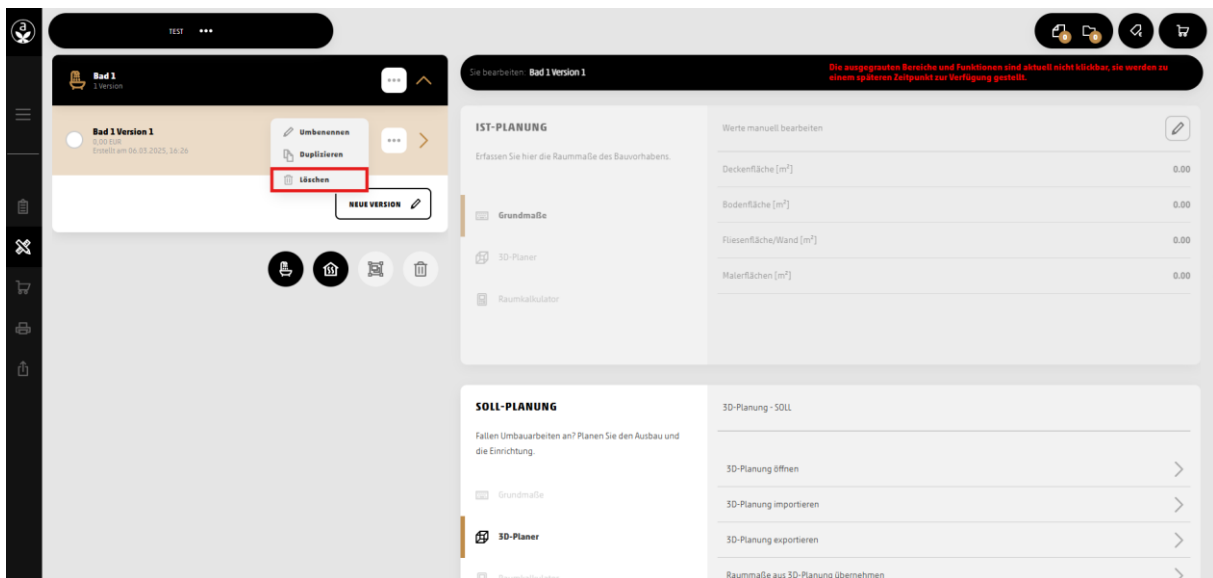 a
TEST •••
0
0
Bad 1
1 Version
•••
Sie bearbeiten: Bad 1 Version 1
Die ausgegrauten Bereiche und Funktionen sind aktuell nicht klickbar, sie werden zu
einem späteren Zeitpunkt zur Verfügung gestellt.
Bad 1 Version 1
0,00 EUR
Erstellt am 06.03.2025, 16:26
•••
Umbenennen
Duplizieren
Löschen
NEUE VERSION
IST-PLANUNG
Erfassen Sie hier die Raummaße des Bauvorhabens.
Grundmaße
3D-Planer
Raumkalkulator
Werte manuell bearbeiten
Deckenfläche [m²] 0.00
Bodenfläche [m²] 0.00
Fliesenfläche/Wand [m²] 0.00
Malerflächen [m²] 0.00
SOLL-PLANUNG
Fallen Umbauarbeiten an? Planen Sie den Ausbau und
die Einrichtung.
Grundmaße
3D-Planer
Raumkalkulator
3D-Planung - SOLL
3D-Planung öffnen
3D-Planung importieren
3D-Planung exportieren
Raummaße aus 3D-Planung übernehmen